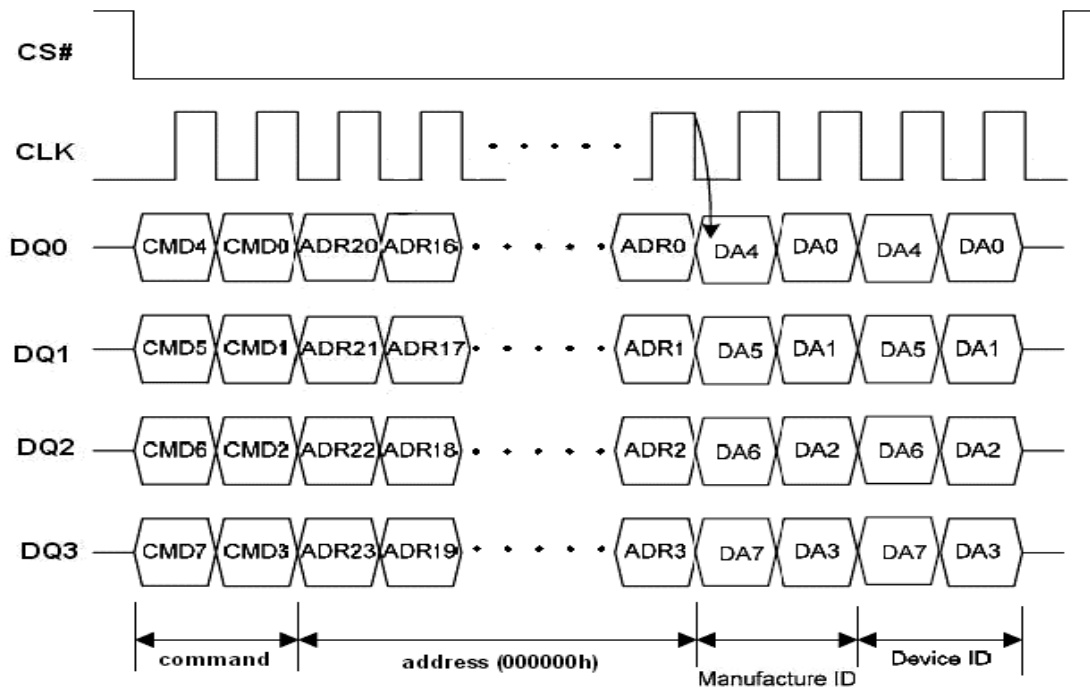 CS#
CLK
DQ0 CMD4 CMD0 ADR20 ADR16 ADR0 DA4 DA0 DA4 DA0
DQ1 CMD5 CMD1 ADR21 ADR17 ADR1 DA5 DA1 DA5 DA1
DQ2 CMD6 CMD2 ADR22 ADR18 ADR2 DA6 DA2 DA6 DA2
DQ3 CMD7 CMD3 ADR23 ADR19 ADR3 DA7 DA3 DA7 DA3
command address (000000h) Manufacture ID Device ID